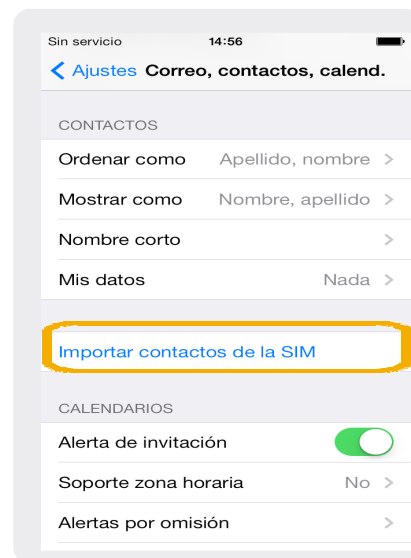 Sin servicio 14:56
Ajustes Correo, contactos, calend.
CONTACTOS
Ordenar como Apellido, nombre
Mostrar como Nombre, apellido
Nombre corto
Mis datos Nada
Importar contactos de la SIM
CALENDARIOS
Alerta de invitación
Soporte zona horaria No
Alertas por omisión